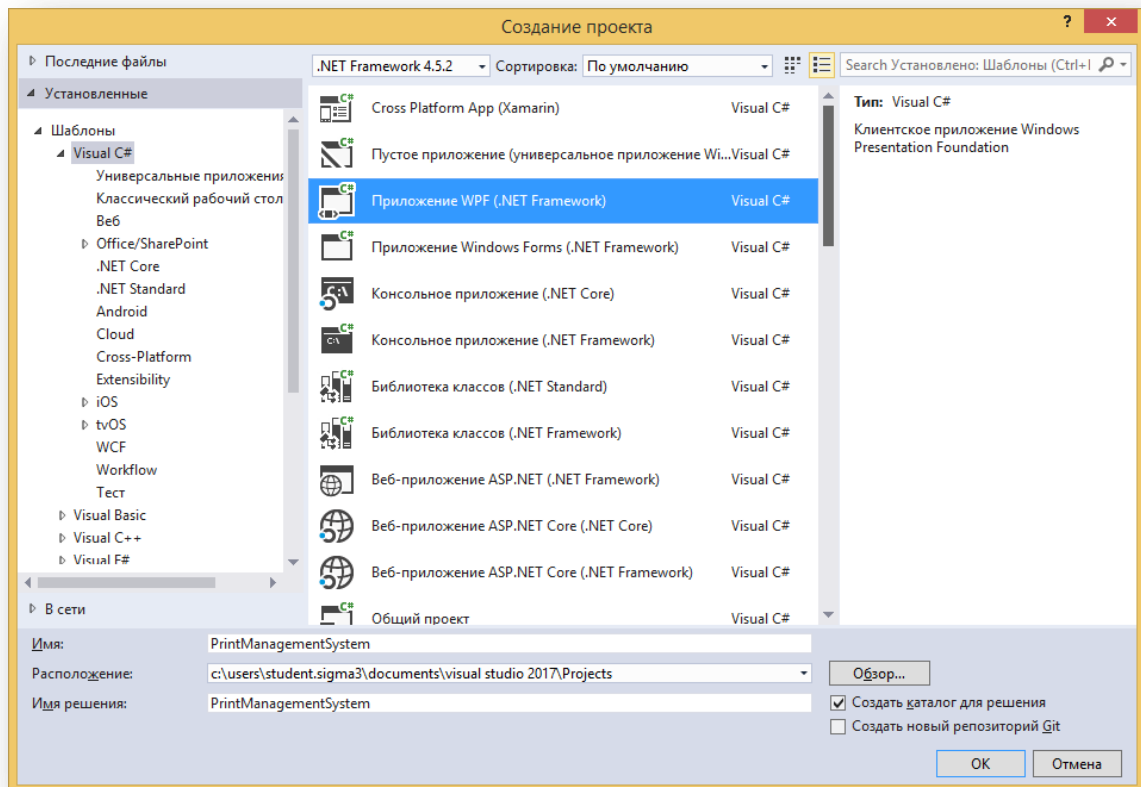 Создание проекта
? ×
Последние файлы
.NET Framework 4.5.2 Сортировка: По умолчанию
Search Установлено: Шаблоны (Ctrl+I
Установленные
Шаблоны
Visual C#
Универсальные приложения
Классический рабочий стол
Веб
Office/SharePoint
.NET Core
.NET Standard
Android
Cloud
Cross-Platform
Extensibility
iOS
tvOS
WCF
Workflow
Тест
Visual Basic
Visual C++
Visual F#
В сети
Cross Platform App (Xamarin) Visual C#
Пустое приложение (универсальное приложение Wi... Visual C#
Приложение WPF (.NET Framework) Visual C#
Приложение Windows Forms (.NET Framework) Visual C#
Консольное приложение (.NET Core) Visual C#
Консольное приложение (.NET Framework) Visual C#
Библиотека классов (.NET Standard) Visual C#
Библиотека классов (.NET Framework) Visual C#
Веб-приложение ASP.NET (.NET Framework) Visual C#
Веб-приложение ASP.NET Core (.NET Core) Visual C#
Веб-приложение ASP.NET Core (.NET Framework) Visual C#
Общий проект Visual C#
Тип: Visual C#
Клиентское приложение Windows
Presentation Foundation
Имя: PrintManagementSystem
Расположение: c:\users\student.sigma3\documents\visual studio 2017\Projects
Обзор...
Имя решения: PrintManagementSystem
Создать каталог для решения
Создать новый репозиторий Git
OK Отмена